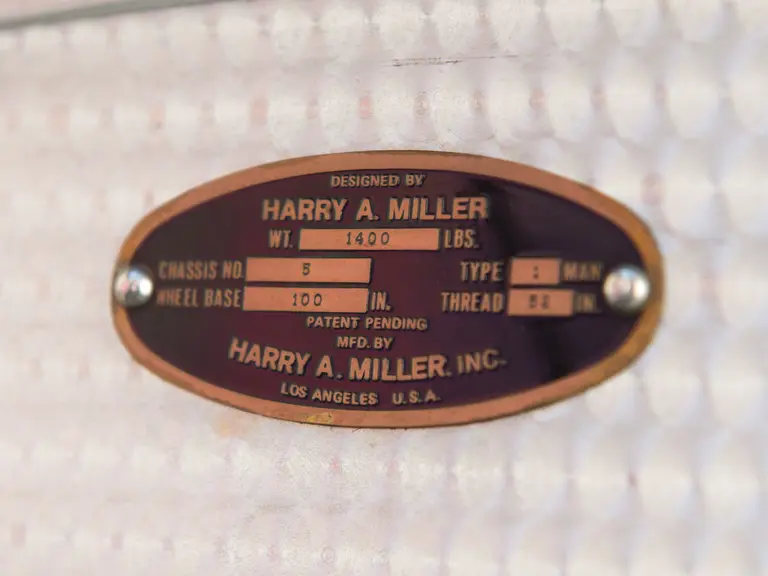 DESIGNED BY
HARRY A. MILLER
WT. 1400 LBS.
CHASSIS NO. 5 TYPE 1 MAN
WHEEL BASE 100 IN. THREAD 52 IN.
PATENT PENDING
MFD. BY
HARRY A. MILLER, INC.
LOS ANGELES U.S.A.